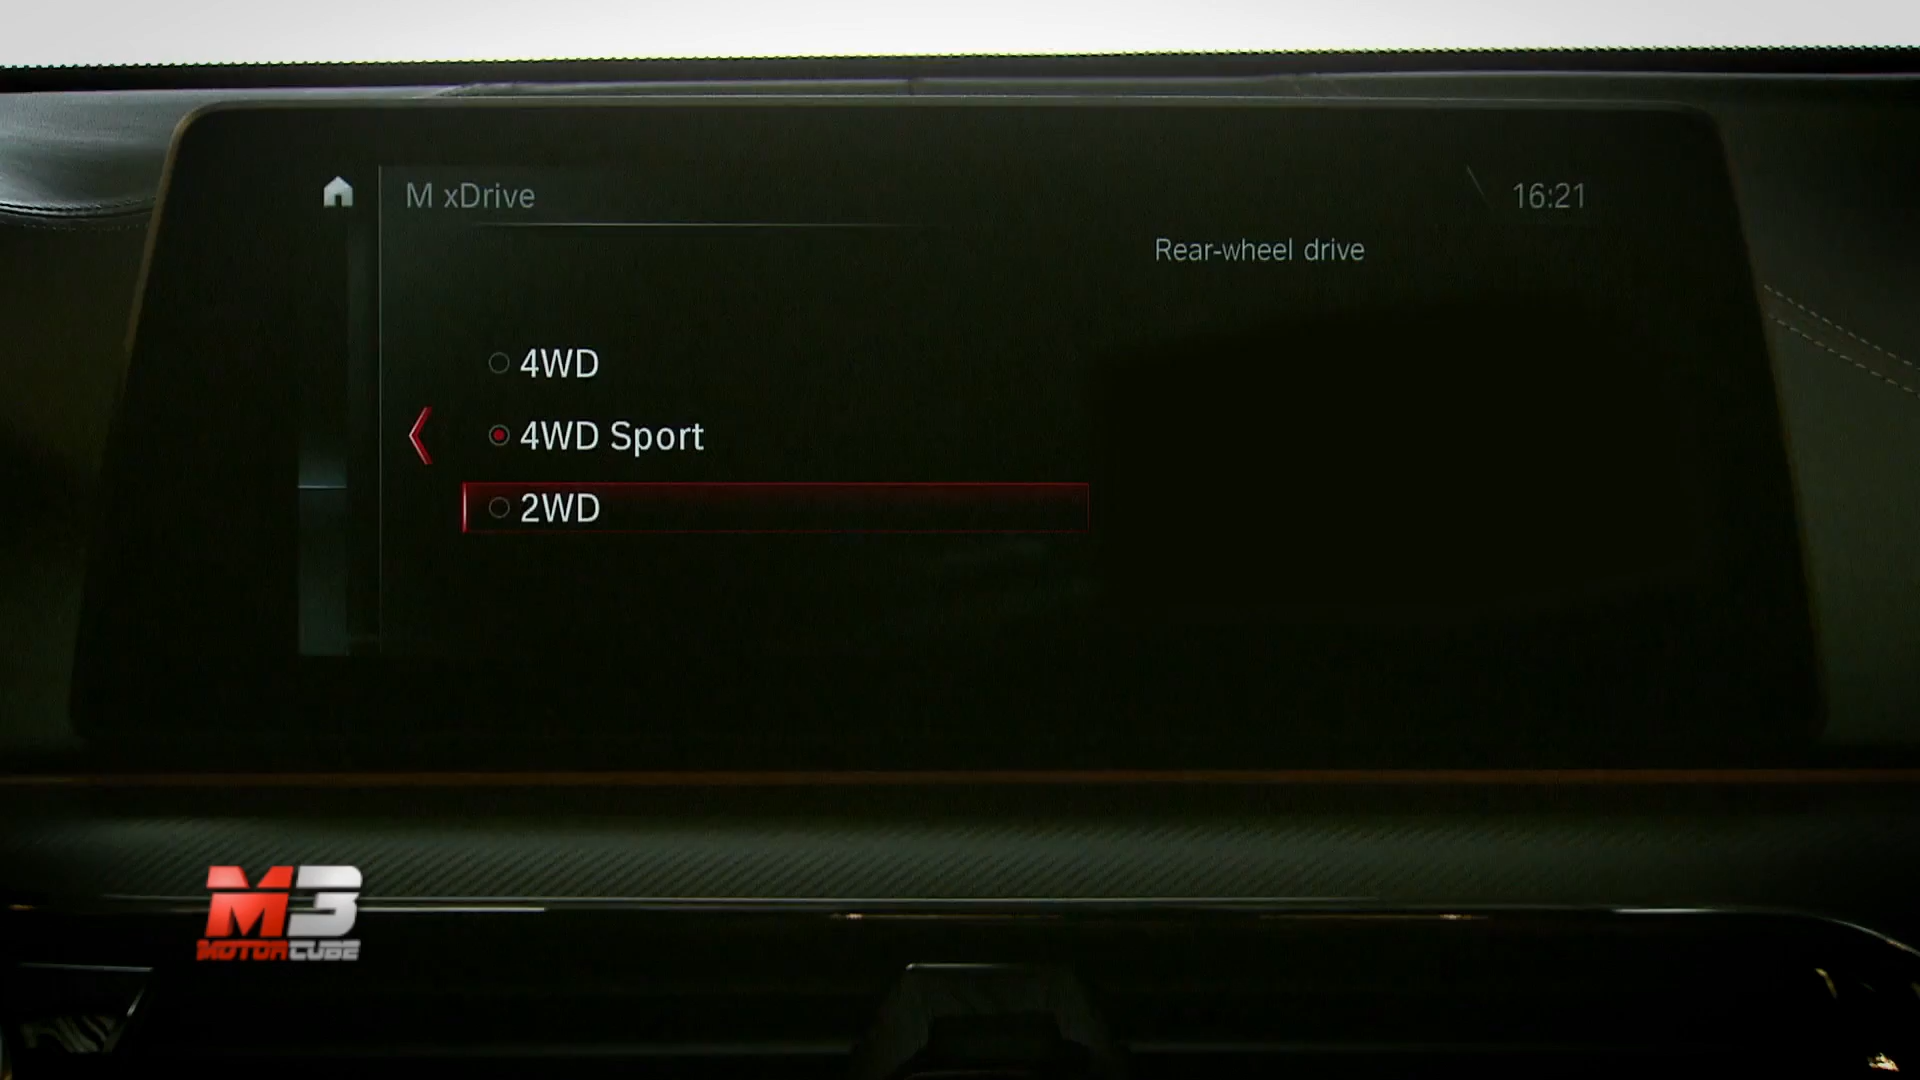 M xDrive
16:21
Rear-wheel drive
4WD
4WD Sport
2WD
M3
MOTORCUBE